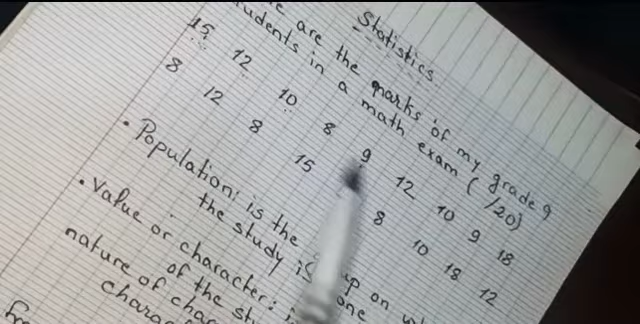 Statistics.
are the marks of my grade 9
students in a math exam ( /20)
15 12 10 8 9 12 10 9 18
8 12 8 15 8 10 18 12
• Population: is the on
the study is done
• Value or character:
of the
nature of